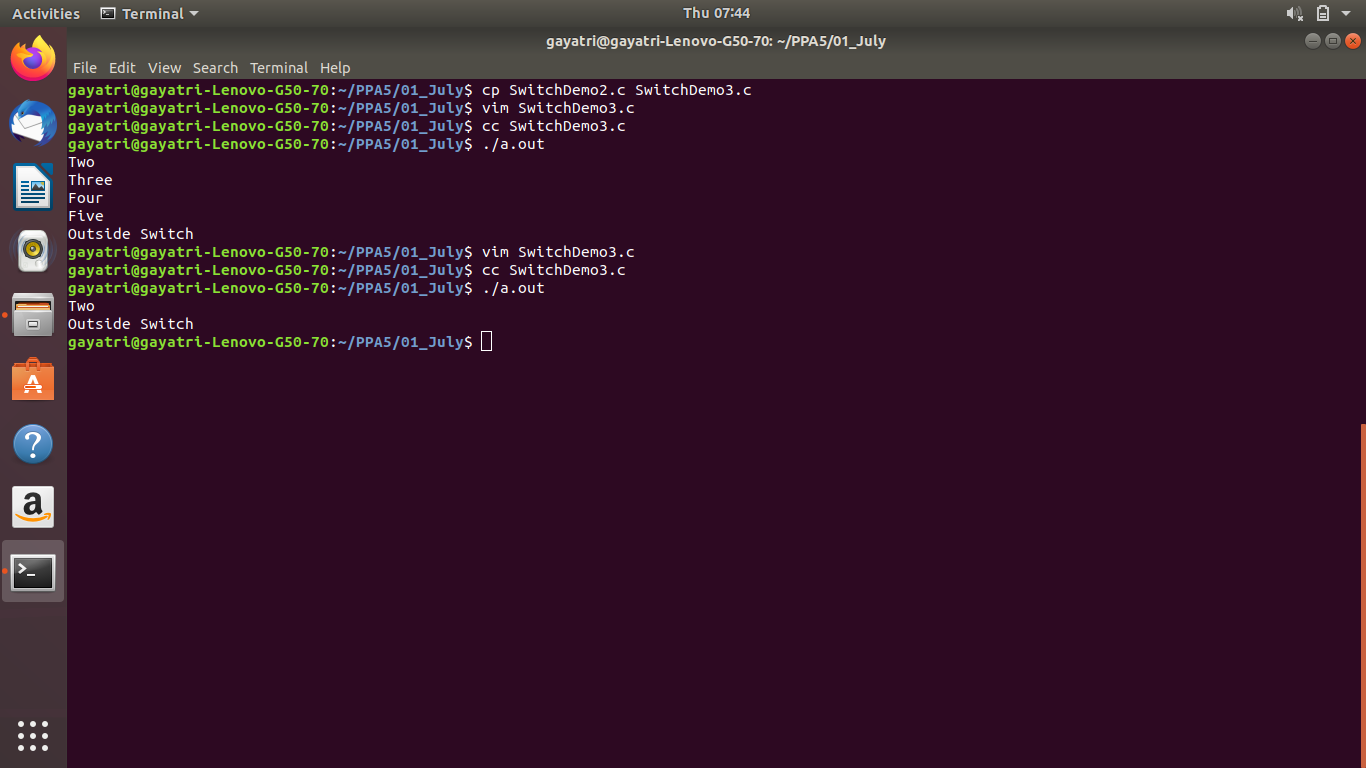 Activities Terminal Thu 07:44
gayatri@gayatri-Lenovo-G50-70: ~/PPA5/01_July
File Edit View Search Terminal Help
gayatri@gayatri-Lenovo-G50-70:~/PPA5/01_July$ cp SwitchDemo2.c SwitchDemo3.c
gayatri@gayatri-Lenovo-G50-70:~/PPA5/01_July$ vim SwitchDemo3.c
gayatri@gayatri-Lenovo-G50-70:~/PPA5/01_July$ cc SwitchDemo3.c
gayatri@gayatri-Lenovo-G50-70:~/PPA5/01_July$ ./a.out
Two
Three
Four
Five
Outside Switch
gayatri@gayatri-Lenovo-G50-70:~/PPA5/01_July$ vim SwitchDemo3.c
gayatri@gayatri-Lenovo-G50-70:~/PPA5/01_July$ cc SwitchDemo3.c
gayatri@gayatri-Lenovo-G50-70:~/PPA5/01_July$ ./a.out
Two
Outside Switch
gayatri@gayatri-Lenovo-G50-70:~/PPA5/01_July$